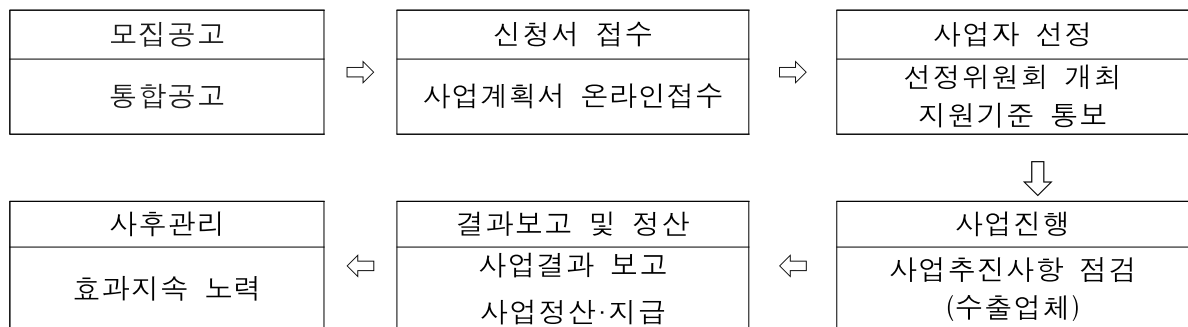 모집공고
통합공고
신청서 접수
사업계획서 온라인접수
사업자 선정
선정위원회 개최
지원기준 통보
사업진행
사업추진사항 점검
(수출업체)
결과보고 및 정산
사업결과 보고
사업정산·지급
사후관리
효과지속 노력